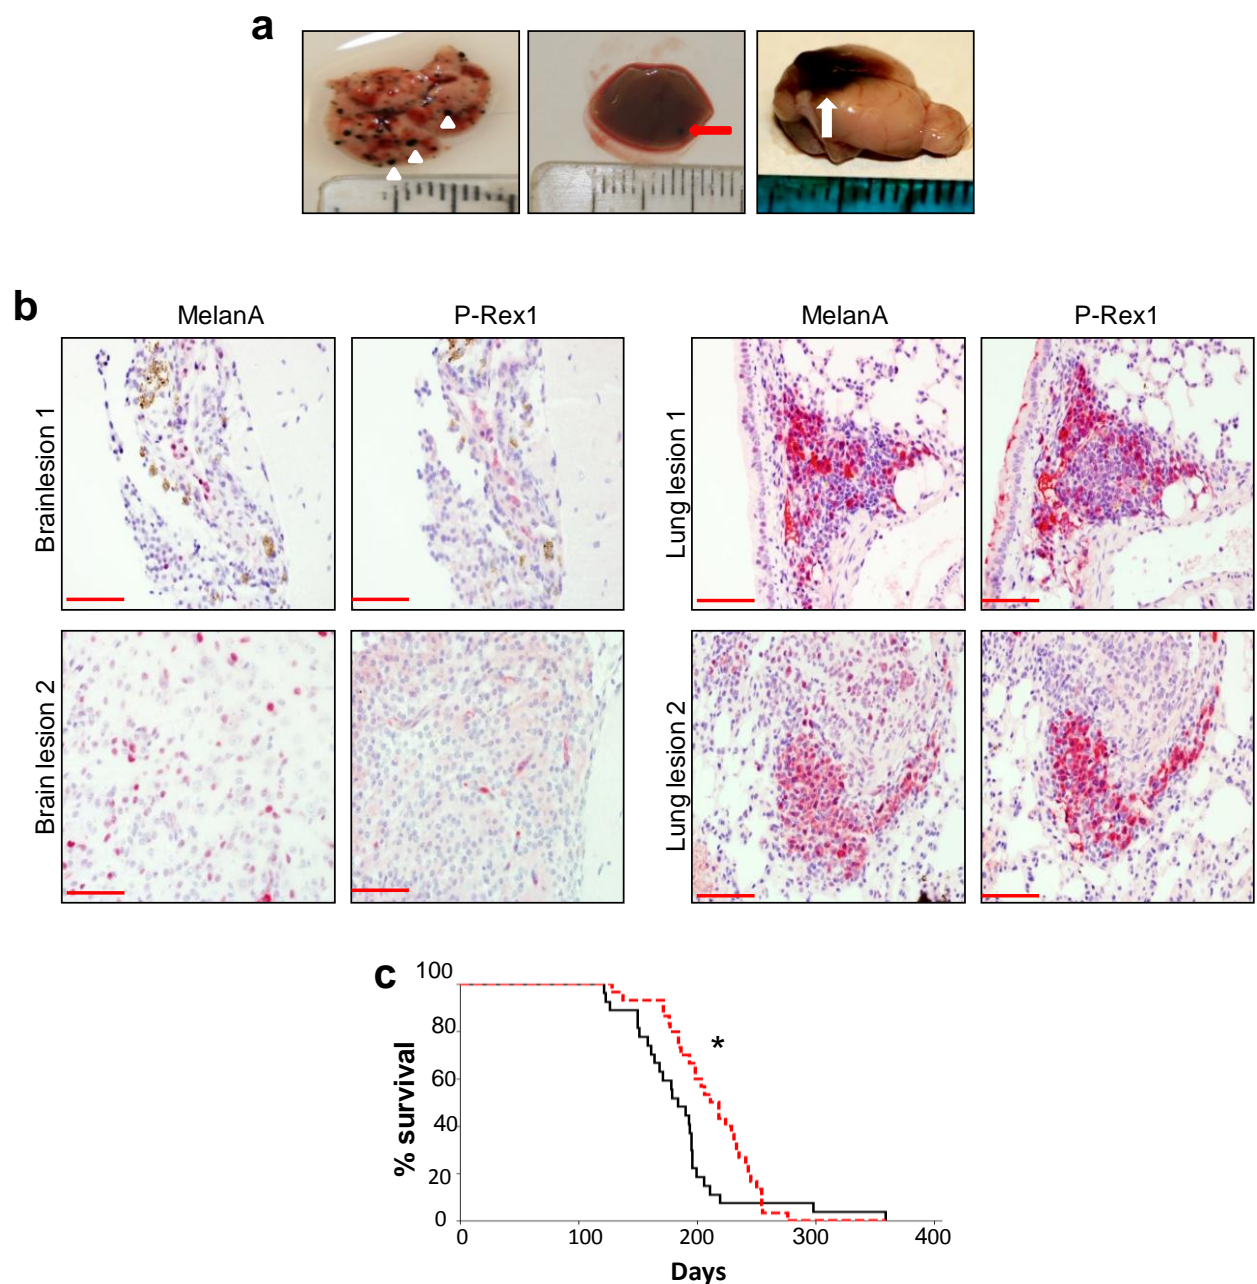 a
b
MelanA P-Rex1 MelanA P-Rex1
Brainlesion 1
Lung lesion 1
Brain lesion 2
Lung lesion 2
c
% survival
100
80
60
40
20
0
*
0 100 200 300 400
Days